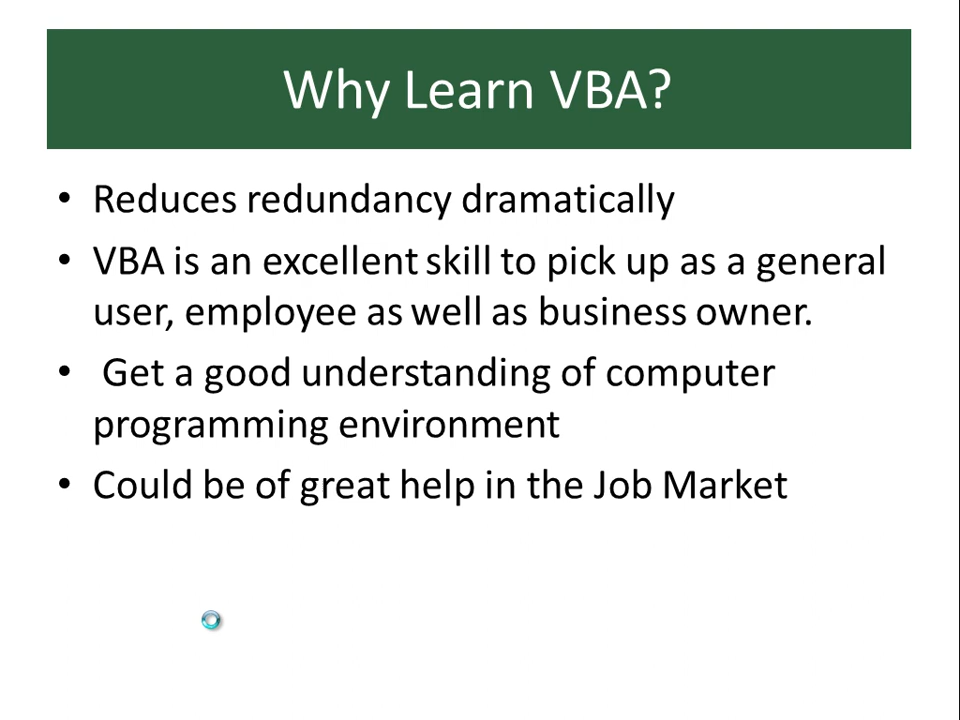 Why Learn VBA?
• Reduces redundancy dramatically
• VBA is an excellent skill to pick up as a general
user, employee as well as business owner.
• Get a good understanding of computer
programming environment
• Could be of great help in the Job Market